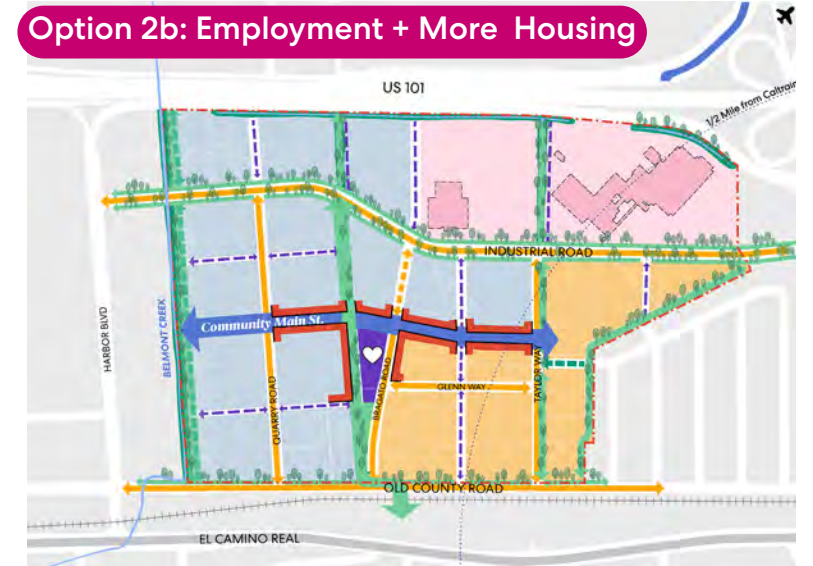 Option 2b: Employment + More Housing
US 101
1/2 Mile from Caltrain
INDUSTRIAL ROAD
HARBOR BLVD
BELMONT CREEK
Community Main St.
QUARRY ROAD
BRAGATO ROAD
GLENN WAY
TAYLOR WAY
OLD COUNTY ROAD
EL CAMINO REAL